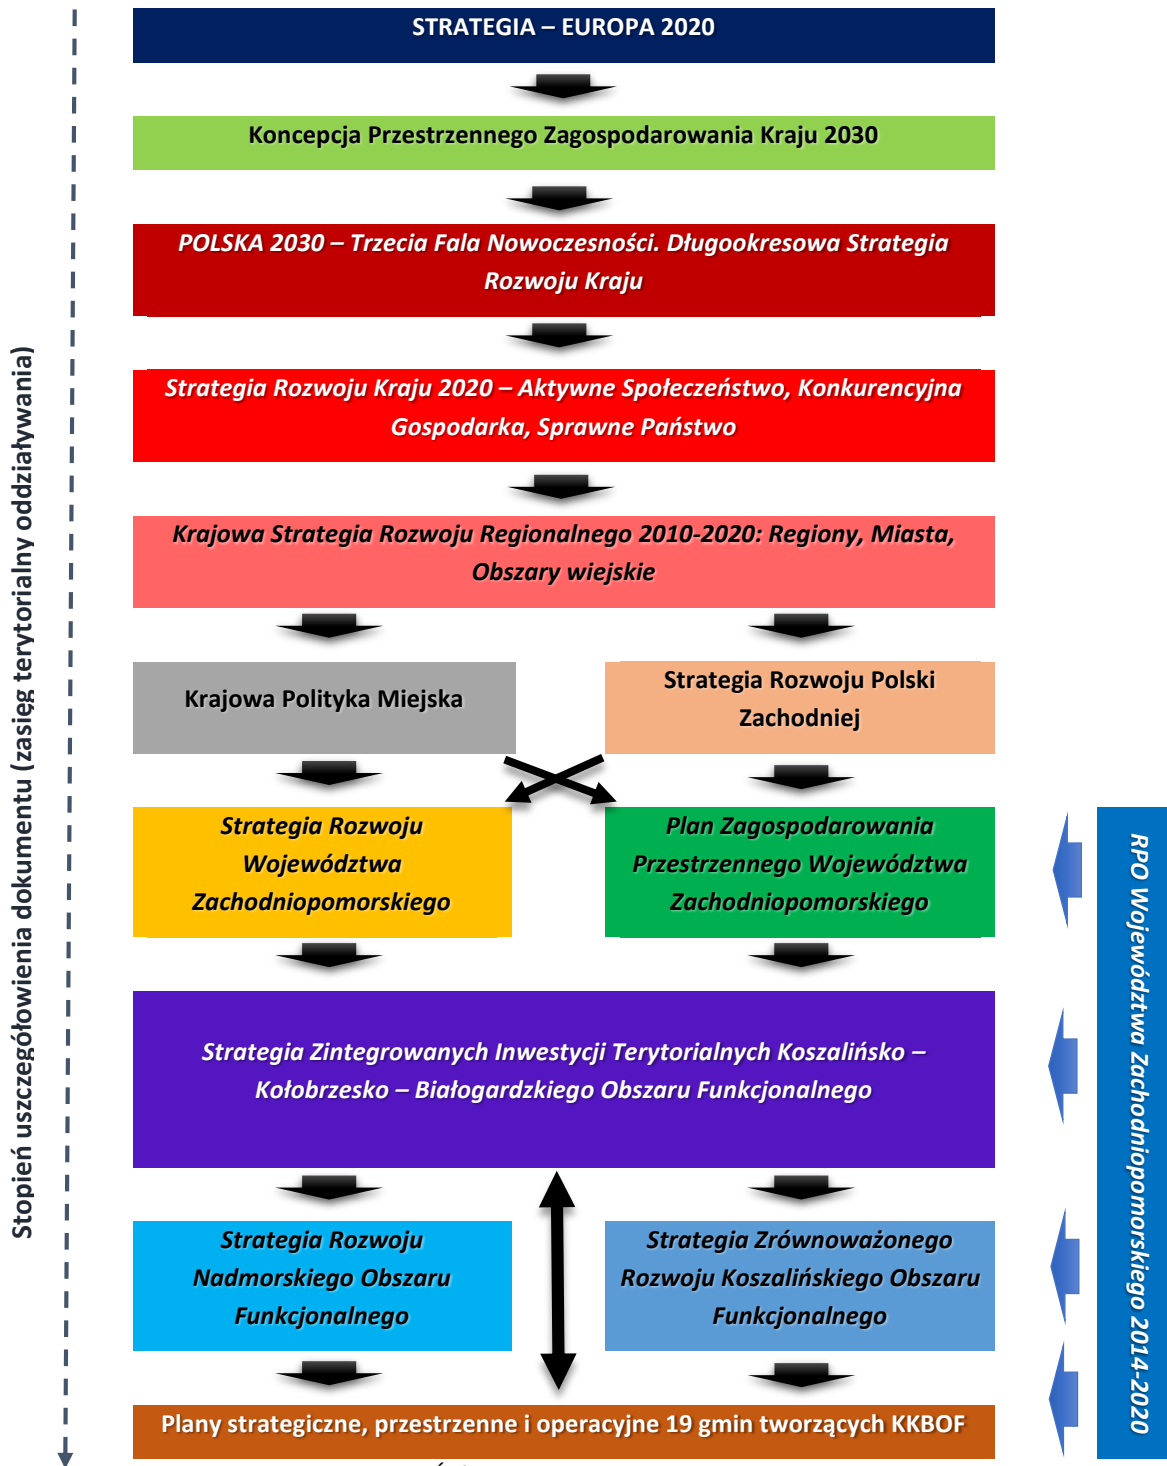 STRATEGIA – EUROPA 2020
Koncepcja Przestrzennego Zagospodarowania Kraju 2030
POLSKA 2030 – Trzecia Fala Nowoczesności. Długookresowa Strategia
Rozwoju Kraju
Strategia Rozwoju Kraju 2020 – Aktywne Społeczeństwo, Konkurencyjna
Gospodarka, Sprawne Państwo
Krajowa Strategia Rozwoju Regionalnego 2010-2020: Regiony, Miasta,
Obszary wiejskie
Krajowa Polityka Miejska
Strategia Rozwoju Polski
Zachodniej
Strategia Rozwoju
Województwa
Zachodniopomorskiego
Plan Zagospodarowania
Przestrzennego Województwa
Zachodniopomorskiego
Strategia Zintegrowanych Inwestycji Terytorialnych Koszalińsko –
Kołobrzesko – Białogardzkiego Obszaru Funkcjonalnego
Strategia Rozwoju
Nadmorskiego Obszaru
Funkcjonalnego
Strategia Zrównoważonego
Rozwoju Koszalińskiego Obszaru
Funkcjonalnego
Plany strategiczne, przestrzenne i operacyjne 19 gmin tworzących KKBOF
Stopień uszczegółowienia dokumentu (zasięg terytorialny oddziaływania)
RPO Województwa Zachodniopomorskiego 2014-2020